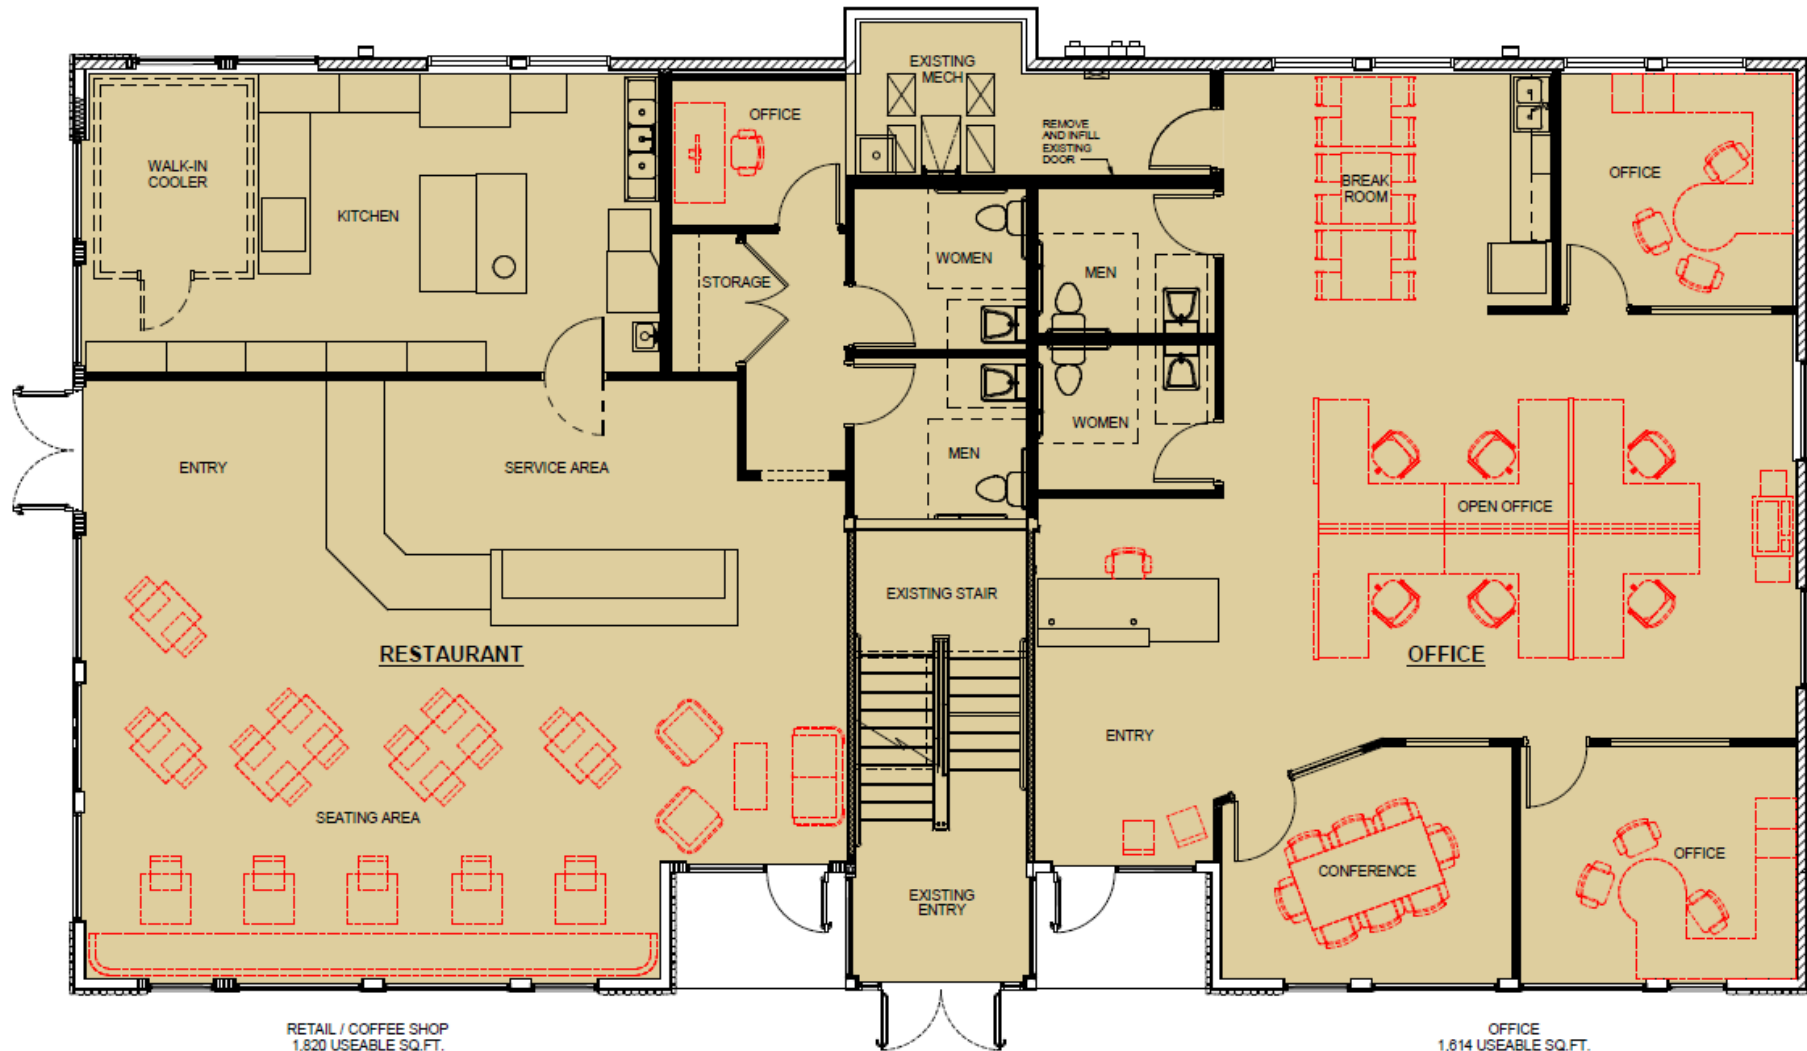 EXISTING
MECH
OFFICE
REMOVE
AND INFILL
EXISTING
DOOR
WALK-IN
COOLER
KITCHEN
BREAK
ROOM
OFFICE
STORAGE
WOMEN
MEN
WOMEN
MEN
ENTRY
SERVICE AREA
OPEN OFFICE
EXISTING STAIR
RESTAURANT
OFFICE
ENTRY
SEATING AREA
CONFERENCE
OFFICE
EXISTING
ENTRY
RETAIL / COFFEE SHOP
1,820 USEABLE SQ.FT.
OFFICE
1,614 USEABLE SQ.FT.